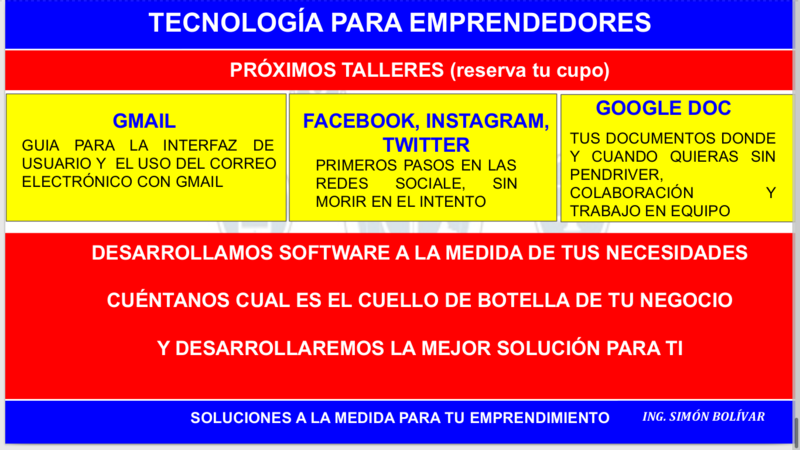 TECNOLOGÍA PARA EMPRENDEDORES
PRÓXIMOS TALLERES (reserva tu cupo)
GMAIL
GUIA PARA LA INTERFAZ DE
USUARIO Y EL USO DEL CORREO
ELECTRÓNICO CON GMAIL
FACEBOOK, INSTAGRAM,
TWITTER
PRIMEROS PASOS EN LAS
REDES SOCIALE, SIN
MORIR EN EL INTENTO
GOOGLE DOC
TUS DOCUMENTOS DONDE
Y CUANDO QUIERAS SIN
PENDRIVER,
COLABORACIÓN Y
TRABAJO EN EQUIPO
DESARROLLAMOS SOFTWARE A LA MEDIDA DE TUS NECESIDADES
CUÉNTANOS CUAL ES EL CUELLO DE BOTELLA DE TU NEGOCIO
Y DESARROLLAREMOS LA MEJOR SOLUCIÓN PARA TI
SOLUCIONES A LA MEDIDA PARA TU EMPRENDIMIENTO
ING. SIMÓN BOLÍVAR